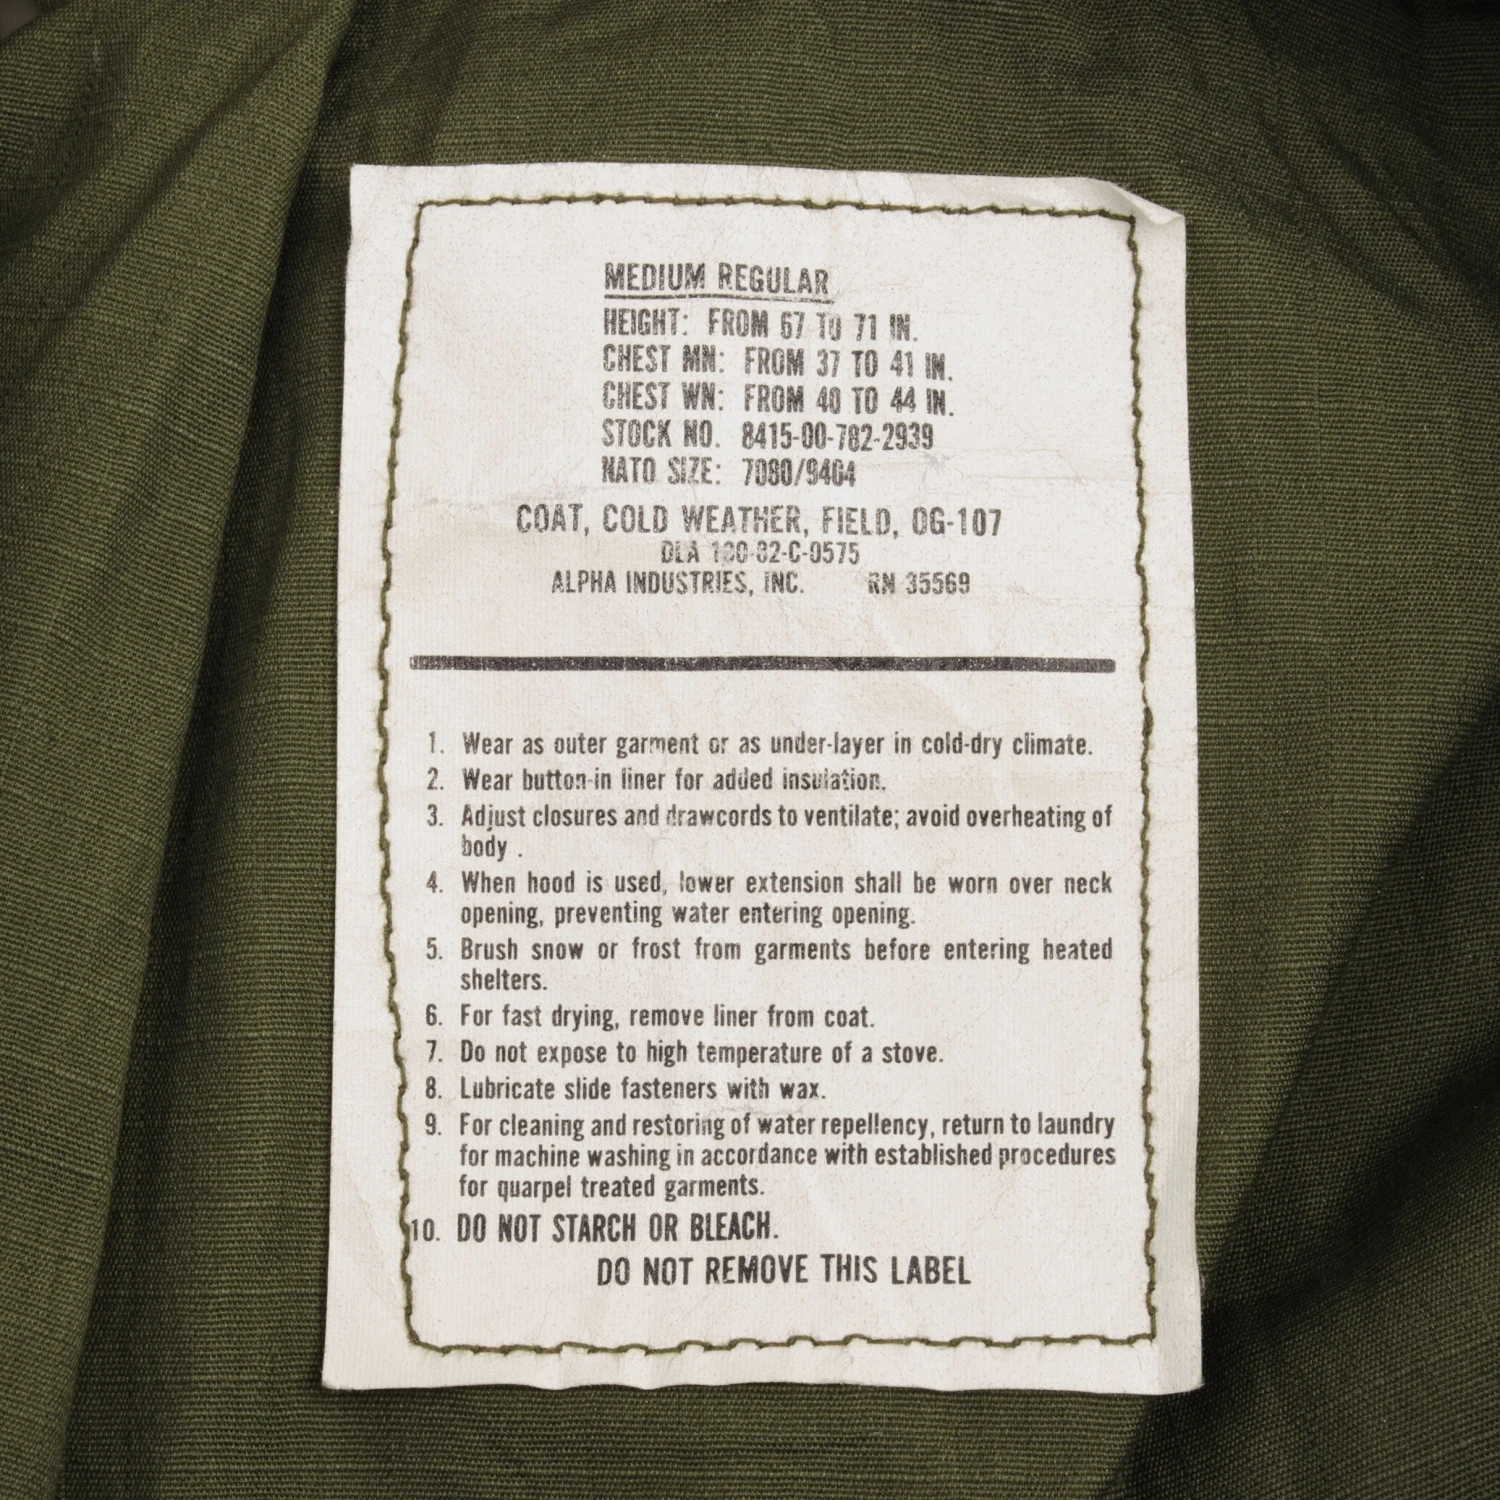 MEDIUM REGULAR
HEIGHT: FROM 67 TO 71 IN.
CHEST MN: FROM 37 TO 41 IN.
CHEST WN: FROM 40 TO 44 IN.
STOCK NO. 8415-00-782-2939
NATO SIZE: 7080/9404
COAT, COLD WEATHER, FIELD, OG-107
DLA 100-82-C-0575
ALPHA INDUSTRIES, INC. RN 35569
1. Wear as outer garment or as under-layer in cold-dry climate.
2. Wear button-in liner for added insulation.
3. Adjust closures and drawcords to ventilate; avoid overheating of
body .
4. When hood is used, lower extension shall be worn over neck
opening, preventing water entering opening.
5. Brush snow or frost from garments before entering heated
shelters.
6. For fast drying, remove liner from coat.
7. Do not expose to high temperature of a stove.
8. Lubricate slide fasteners with wax.
9. For cleaning and restoring of water repellency, return to laundry
for machine washing in accordance with established procedures
for quarpel treated garments.
10. DO NOT STARCH OR BLEACH.
DO NOT REMOVE THIS LABEL